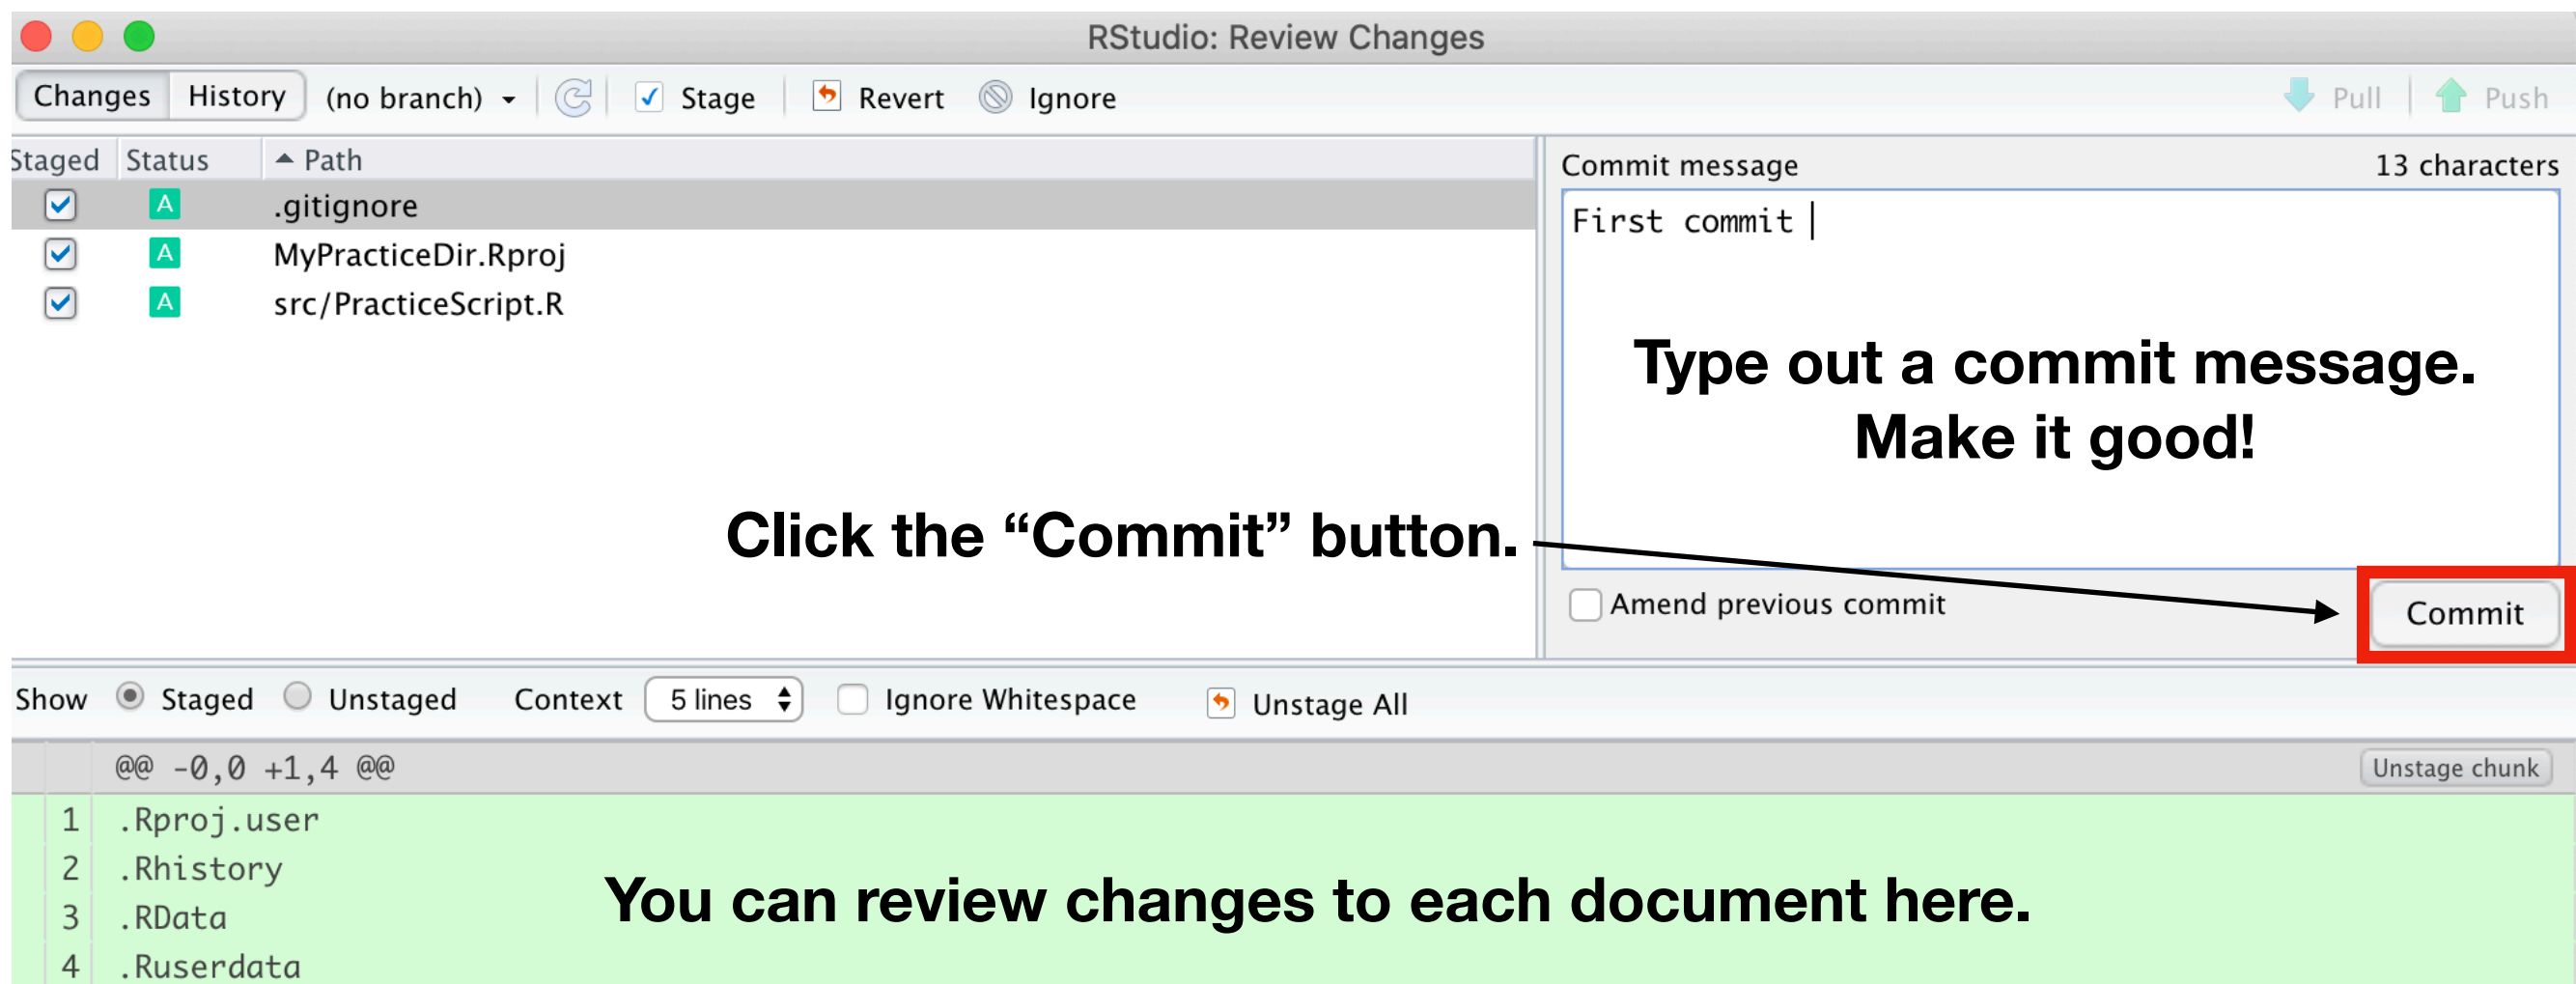 RStudio: Review Changes
Changes History (no branch) Stage Revert Ignore Pull Push
Staged Status Path
A .gitignore
A MyPracticeDir.Rproj
A src/PracticeScript.R
Commit message 13 characters
First commit
Type out a commit message.
Make it good!
Click the “Commit” button.
Amend previous commit
Commit
Show Staged Unstaged Context 5 lines Ignore Whitespace Unstage All
@@ -0,0 +1,4 @@ Unstage chunk
1 .Rproj.user
2 .Rhistory
3 .RData
4 .Ruserdata
You can review changes to each document here.